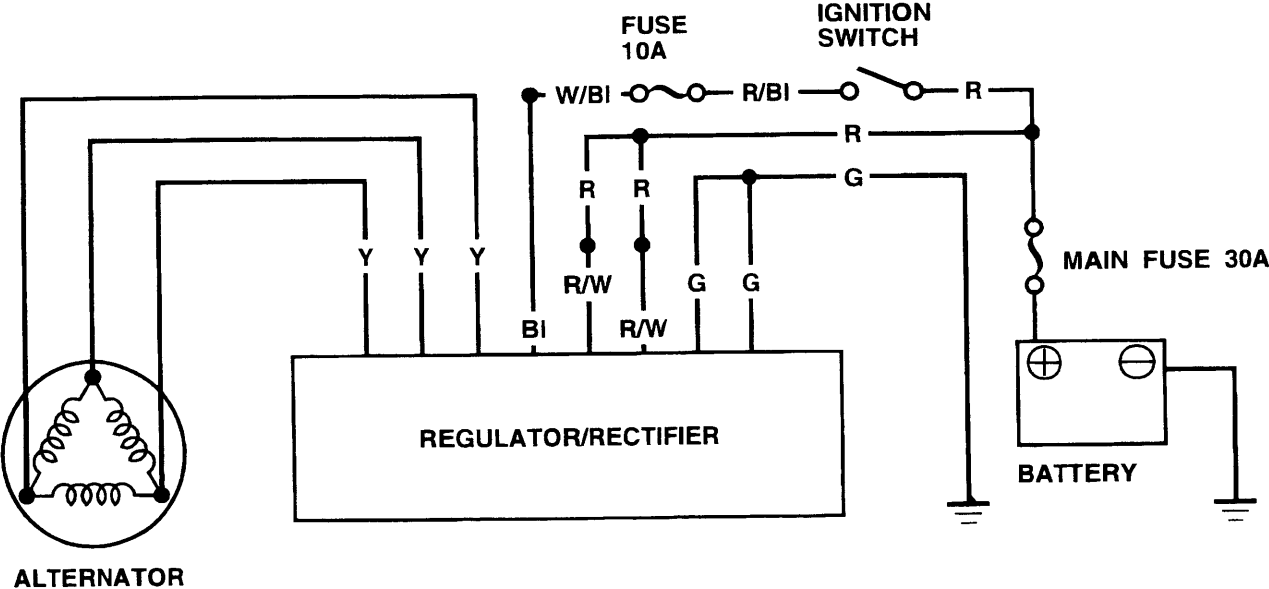 IGNITION
SWITCH
FUSE
10A
W/Bl
R/Bl
R
R
G
R
R
Y
Y
Y
R/W
G
G
MAIN FUSE 30A
Bl
R/W
+
−
REGULATOR/RECTIFIER
BATTERY
ALTERNATOR